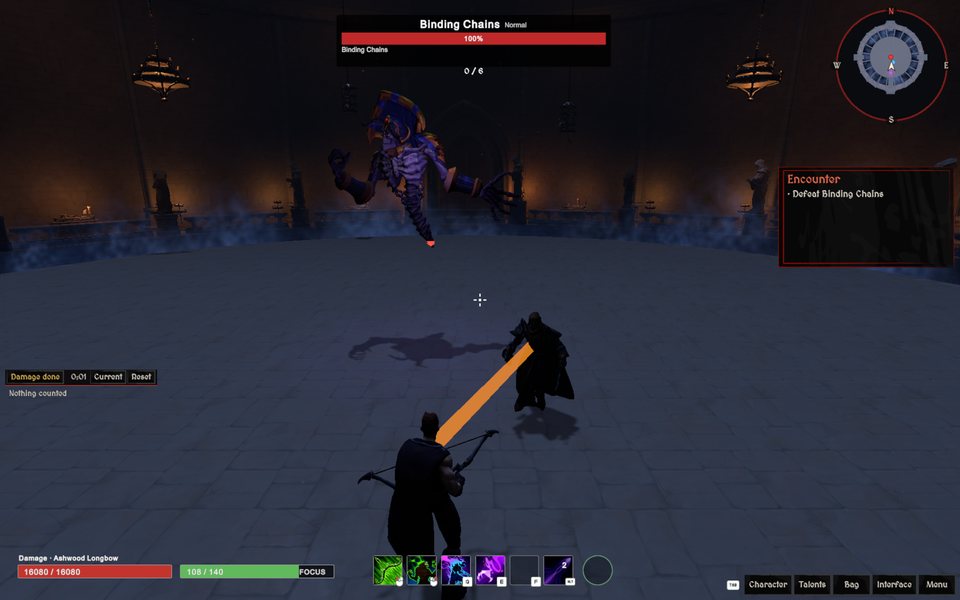 Binding Chains Normal
100%
Binding Chains
0 / 6
N
W E
S
Encounter
• Defeat Binding Chains
Damage done 0:01 Current Reset
Nothing counted
Damage · Ashwood Longbow
16080 / 16080
108 / 140 FOCUS
Q E F 2
Character Talents Bag Interface Menu